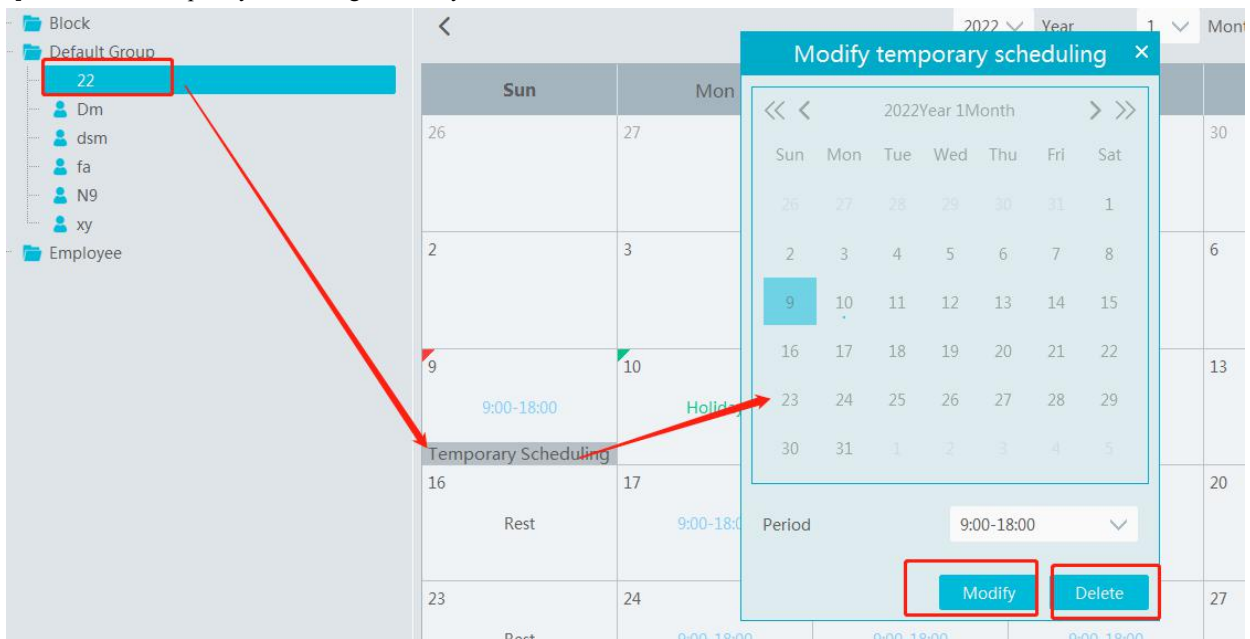 Block
Default Group
22
Dm
dsm
fa
N9
xy
Employee
2022 Year 1
Sun Mon
26 27 30
2 3 6
9 10 13
9:00-18:00 Holiday
Temporary Scheduling
16 17 20
Rest
23 24 27
Modify temporary scheduling ×
2022Year 1Month
Sun Mon Tue Wed Thu Fri Sat
26 27 28 29 30 31 1
2 3 4 5 6 7 8
9 10 11 12 13 14 15
16 17 18 19 20 21 22
23 24 25 26 27 28 29
30 31 1 2 3 4 5
Period 9:00-18:00
Modify Delete